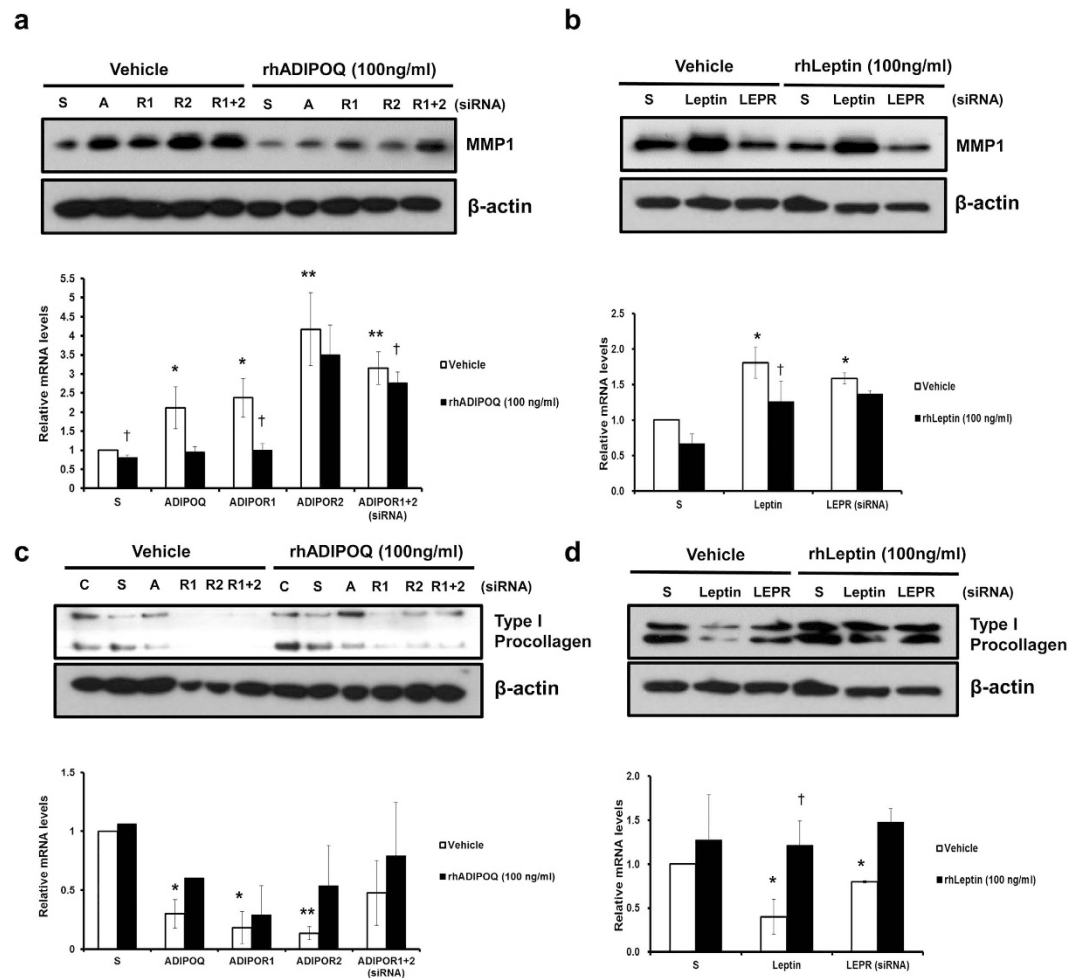 a
Vehicle rhADIPOQ (100ng/ml)
S A R1 R2 R1+2 S A R1 R2 R1+2 (siRNA)
MMP1
β-actin
Relative mRNA levels
5.5
5
4.5
4
3.5
3
2.5
2
1.5
1
0.5
0
† * * † ** ** †
Vehicle
rhADIPOQ (100 ng/ml)
S ADIPOQ ADIPOR1 ADIPOR2 ADIPOR1+2
(siRNA)
b
Vehicle rhLeptin (100ng/ml)
S Leptin LEPR S Leptin LEPR (siRNA)
MMP1
β-actin
Relative mRNA levels
2.5
2.0
1.5
1.0
0.5
0.0
* † *
Vehicle
rhLeptin (100 ng/ml)
S Leptin LEPR (siRNA)
c
Vehicle rhADIPOQ (100ng/ml)
C S A R1 R2 R1+2 C S A R1 R2 R1+2 (siRNA)
Type I
Procollagen
β-actin
Relative mRNA levels
1.5
1
0.5
0
* * **
Vehicle
rhADIPOQ (100 ng/ml)
S ADIPOQ ADIPOR1 ADIPOR2 ADIPOR1+2
(siRNA)
d
Vehicle rhLeptin (100ng/ml)
S Leptin LEPR S Leptin LEPR (siRNA)
Type I
Procollagen
β-actin
Relative mRNA levels
2.0
1.5
1.0
0.5
0.0
* † *
Vehicle
rhLeptin (100 ng/ml)
S Leptin LEPR (siRNA)